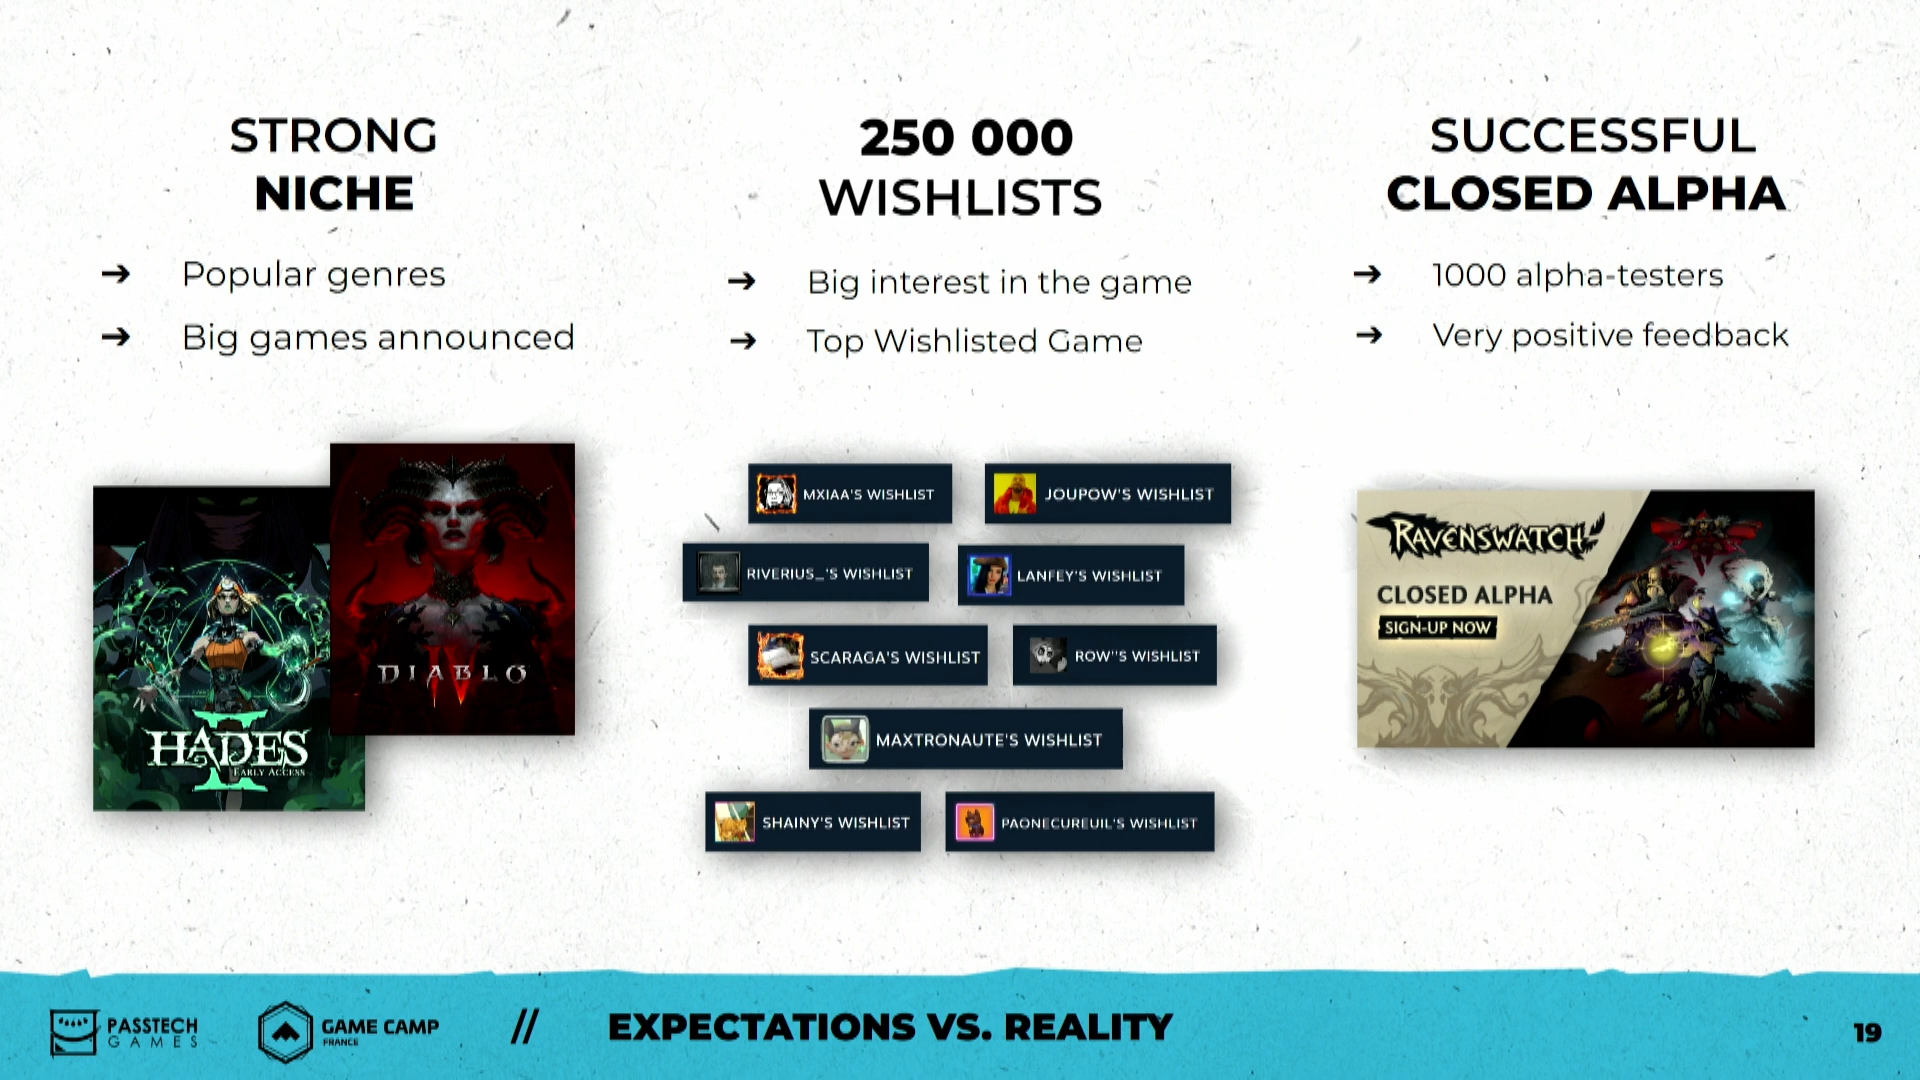 STRONG
NICHE
➔ Popular genres
➔ Big games announced
250 000
WISHLISTS
➔ Big interest in the game
➔ Top Wishlisted Game
SUCCESSFUL
CLOSED ALPHA
➔ 1000 alpha-testers
➔ Very positive feedback
HADES
II
EARLY ACCESS
DIABLO
IV
MXIAA'S WISHLIST
JOUPOW'S WISHLIST
RIVERIUS_'S WISHLIST
LANFEY'S WISHLIST
SCARAGA'S WISHLIST
ROW''S WISHLIST
MAXTRONAUTE'S WISHLIST
SHAINY'S WISHLIST
PAONECUREUIL'S WISHLIST
RAVENSWATCH
CLOSED ALPHA
SIGN-UP NOW
PASSTECH
GAMES
GAME CAMP
FRANCE
// EXPECTATIONS VS. REALITY
19